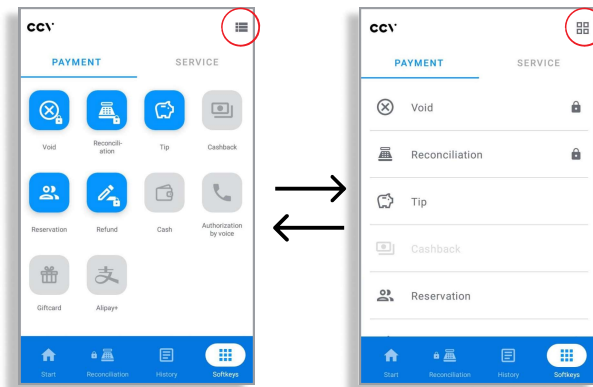 ccv
PAYMENT SERVICE
Void
Reconcili-
ation
Tip
Cashback
Reservation
Refund
Cash
Authorization
by voice
Giftcard
Alipay+
Start Reconciliation History Softkeys
ccv
PAYMENT SERVICE
Void
Reconciliation
Tip
Cashback
Reservation
Start Reconciliation History Softkeys